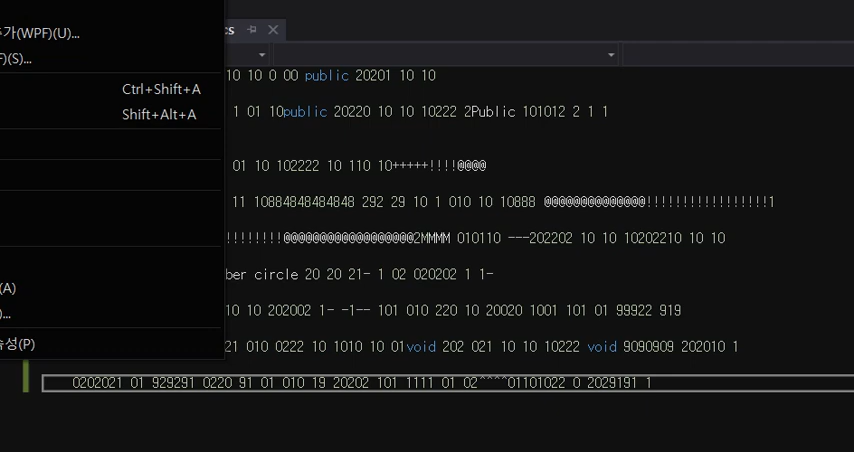 가(WPF)(U)...
F)(S)...
Ctrl+Shift+A
Shift+Alt+A
(A)
)...
속성(P)
cs
10 10 0 00 public 20201 10 10
1 01 10public 20220 10 10 10222 2Public 101012 2 1 1
01 10 102222 10 110 10+++++!!!!@@@@
11 10884848484848 292 29 10 1 010 10 10888 @@@@@@@@@@@@@@!!!!!!!!!!!!!!!!!1
!!!!!!!!@@@@@@@@@@@@@@@@@@2MMMM 010110 ---202202 10 10 10202210 10 10
ber circle 20 20 21- 1 02 020202 1 1-
10 10 202002 1- -1-- 101 010 220 10 20020 1001 101 01 99922 919
21 010 0222 10 1010 10 01void 202 021 10 10 10222 void 9090909 202010 1
0202021 01 929291 0220 91 01 010 19 20202 101 1111 01 02^^^^01101022 0 2029191 1